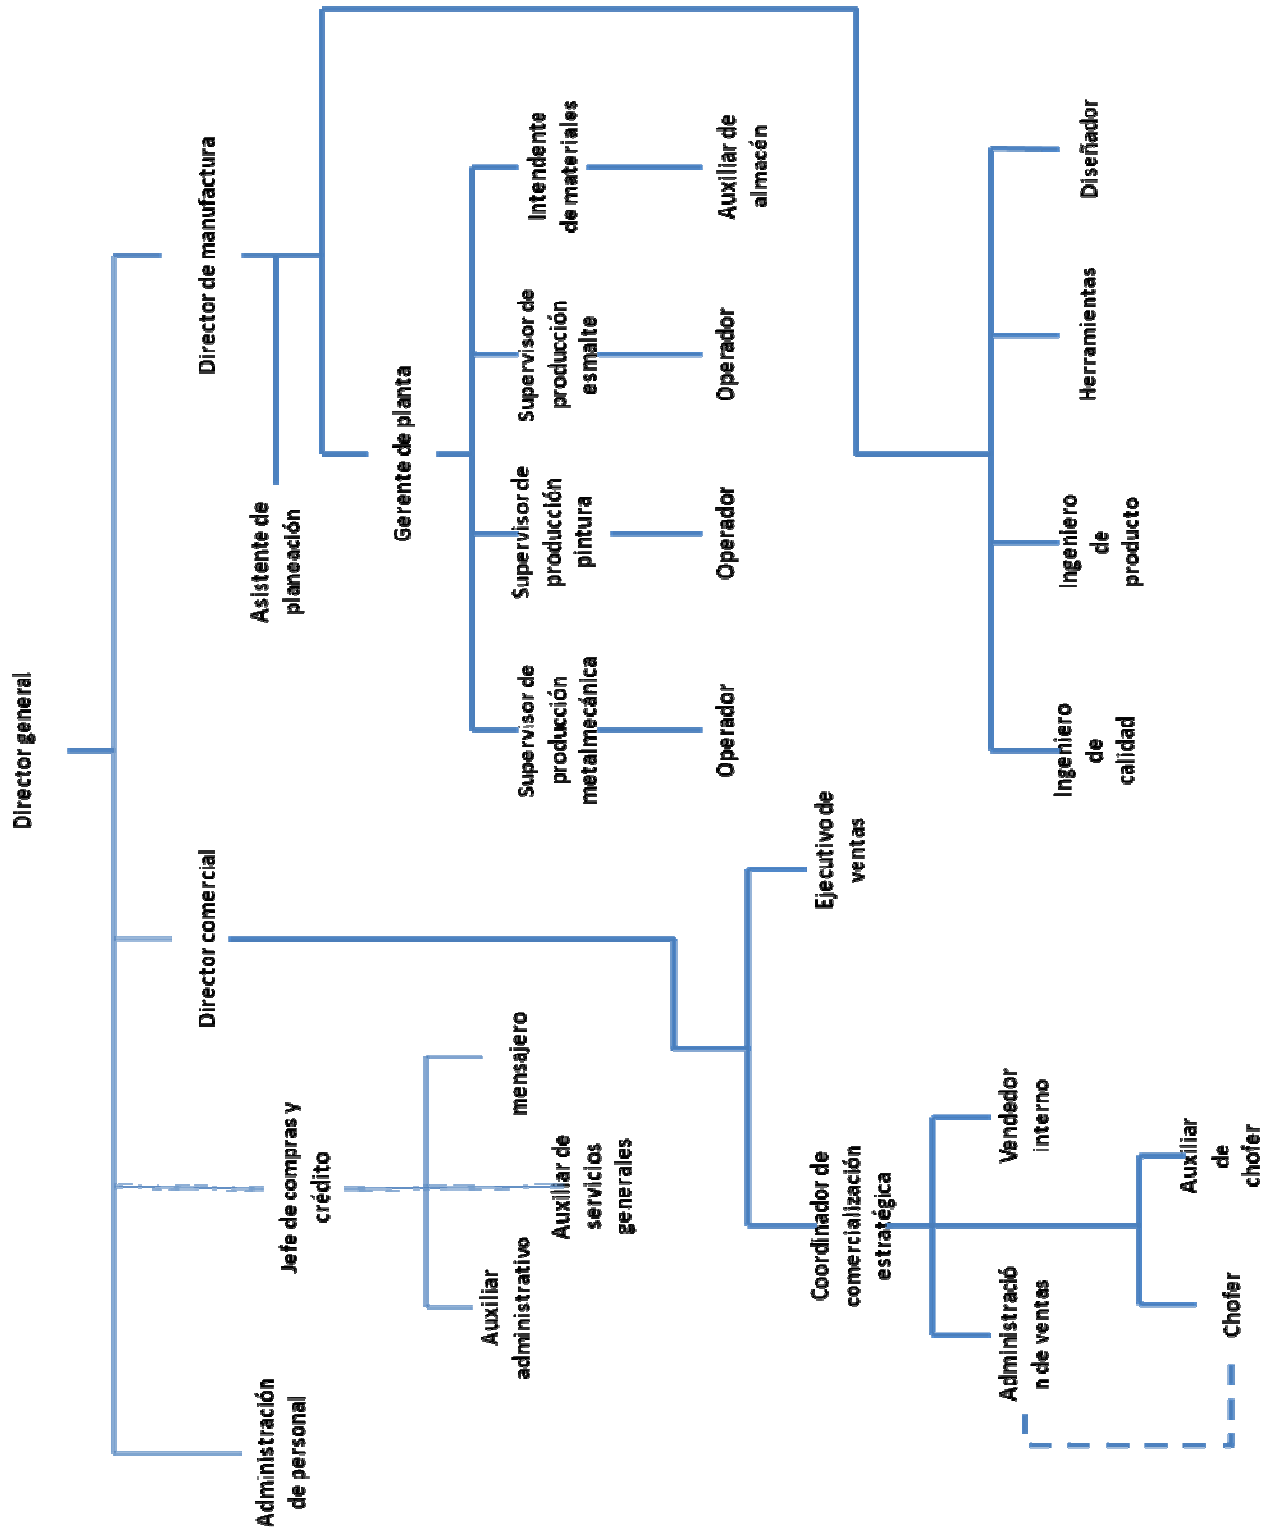 Director general
Administración
de personal
Jefe de compras y
crédito
Director comercial
Director de manufactura
Asistente de
planeación
Gerente de planta
Auxiliar
administrativo
Auxiliar de
servicios
generales
mensajero
Supervisor de
producción
metalmecánica
Supervisor de
producción
pintura
Supervisor de
producción
esmalte
Intendente
de materiales
Operador
Operador
Operador
Auxiliar de
almacén
Coordinador de
comercialización
estratégica
Ejecutivo de
ventas
Administració
n de ventas
Vendedor
interno
Ingeniero
de
calidad
Ingeniero
de
producto
Herramientas
Diseñador
Chofer
Auxiliar
de
chofer